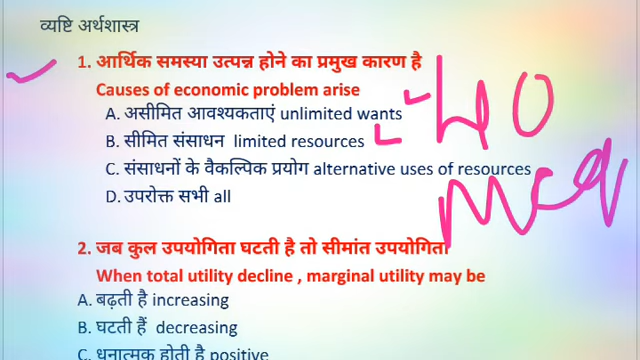 व्यष्टि अर्थशास्त्र
1. आर्थिक समस्या उत्पन्न होने का प्रमुख कारण है
Causes of economic problem arise
A. असीमित आवश्यकताएं unlimited wants
B. सीमित संसाधन limited resources
C. संसाधनों के वैकल्पिक प्रयोग alternative uses of resources
D. उपरोक्त सभी all
40
mcq
2. जब कुल उपयोगिता घटती है तो सीमांत उपयोगिता
When total utility decline , marginal utility may be
A. बढ़ती है increasing
B. घटती हैं decreasing
C. धनात्मक होती है positive